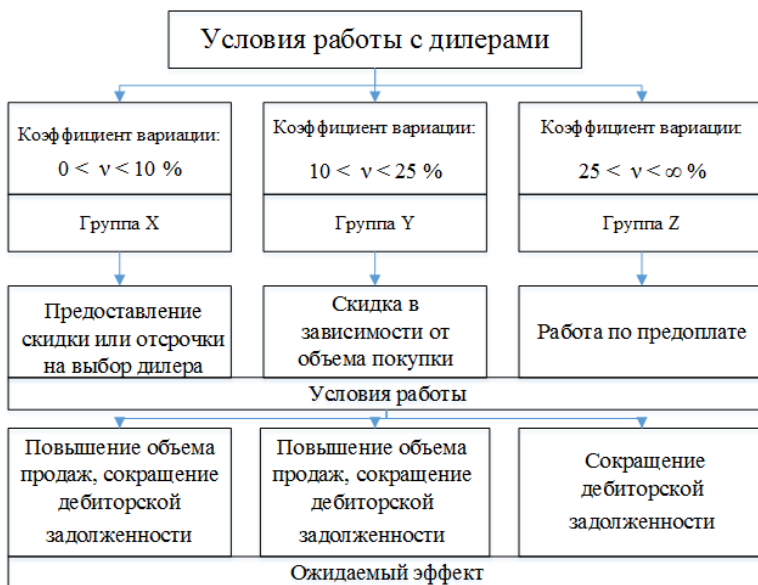 Условия работы с дилерами
Коэффициент вариации:
0 < ν < 10 %
Группа X
Коэффициент вариации:
10 < ν < 25 %
Группа Y
Коэффициент вариации:
25 < ν < ∞ %
Группа Z
Предоставление
скидки или отсрочки
на выбор дилера
Скидка в
зависимости от
объема покупки
Работа по предоплате
Условия работы
Повышение объема
продаж, сокращение
дебиторской
задолженности
Повышение объема
продаж, сокращение
дебиторской
задолженности
Сокращение
дебиторской
задолженности
Ожидаемый эффект